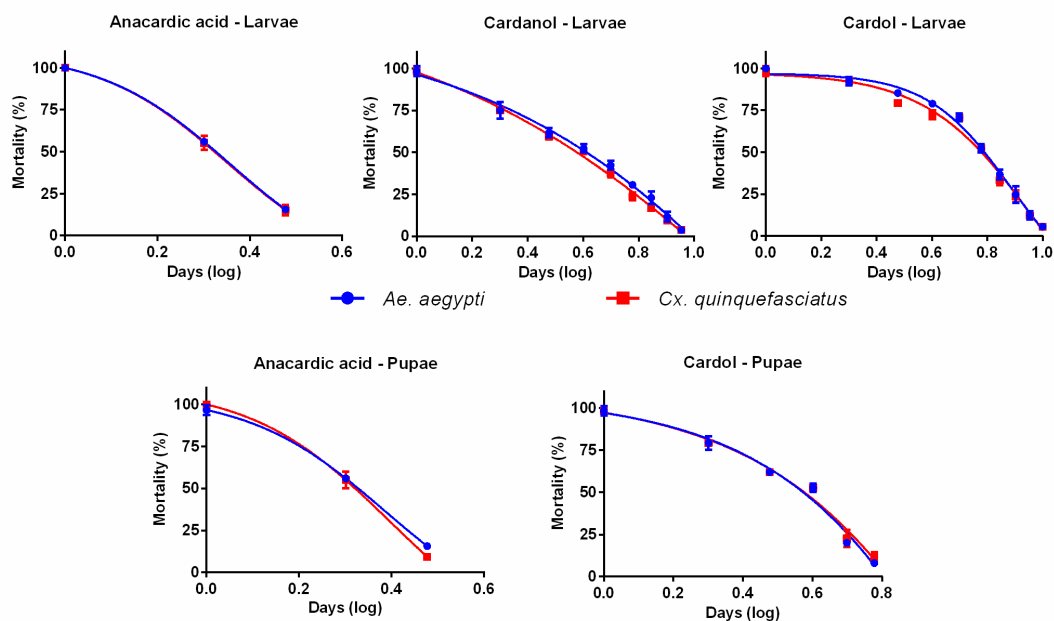 Anacardic acid - Larvae
Mortality (%)
100
75
50
25
0
0.0 0.2 0.4 0.6
Days (log)
Cardanol - Larvae
Mortality (%)
100
75
50
25
0
0.0 0.2 0.4 0.6 0.8 1.0
Days (log)
Cardol - Larvae
Mortality (%)
100
75
50
25
0
0.0 0.3 0.6 0.8 1.0
Days (log)
Ae. aegypti Cx. quinquefasciatus
Anacardic acid - Pupae
Mortality (%)
100
75
50
25
0
0.0 0.2 0.4 0.6
Days (log)
Cardol - Pupae
Mortality (%)
100
75
50
25
0
0.0 0.2 0.4 0.6 0.8
Days (log)